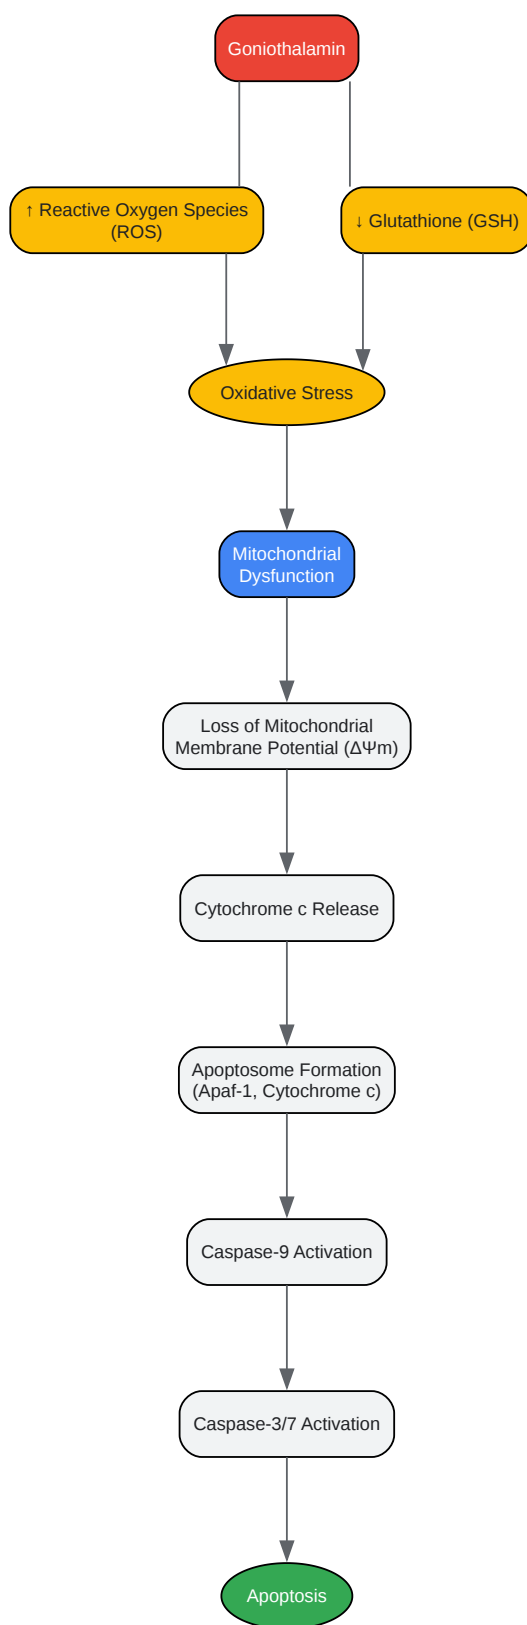 Goniothalamin
↑ Reactive Oxygen Species
(ROS)
↓ Glutathione (GSH)
Oxidative Stress
Mitochondrial
Dysfunction
Loss of Mitochondrial
Membrane Potential (ΔΨm)
Cytochrome c Release
Apoptosome Formation
(Apaf-1, Cytochrome c)
Caspase-9 Activation
Caspase-3/7 Activation
Apoptosis